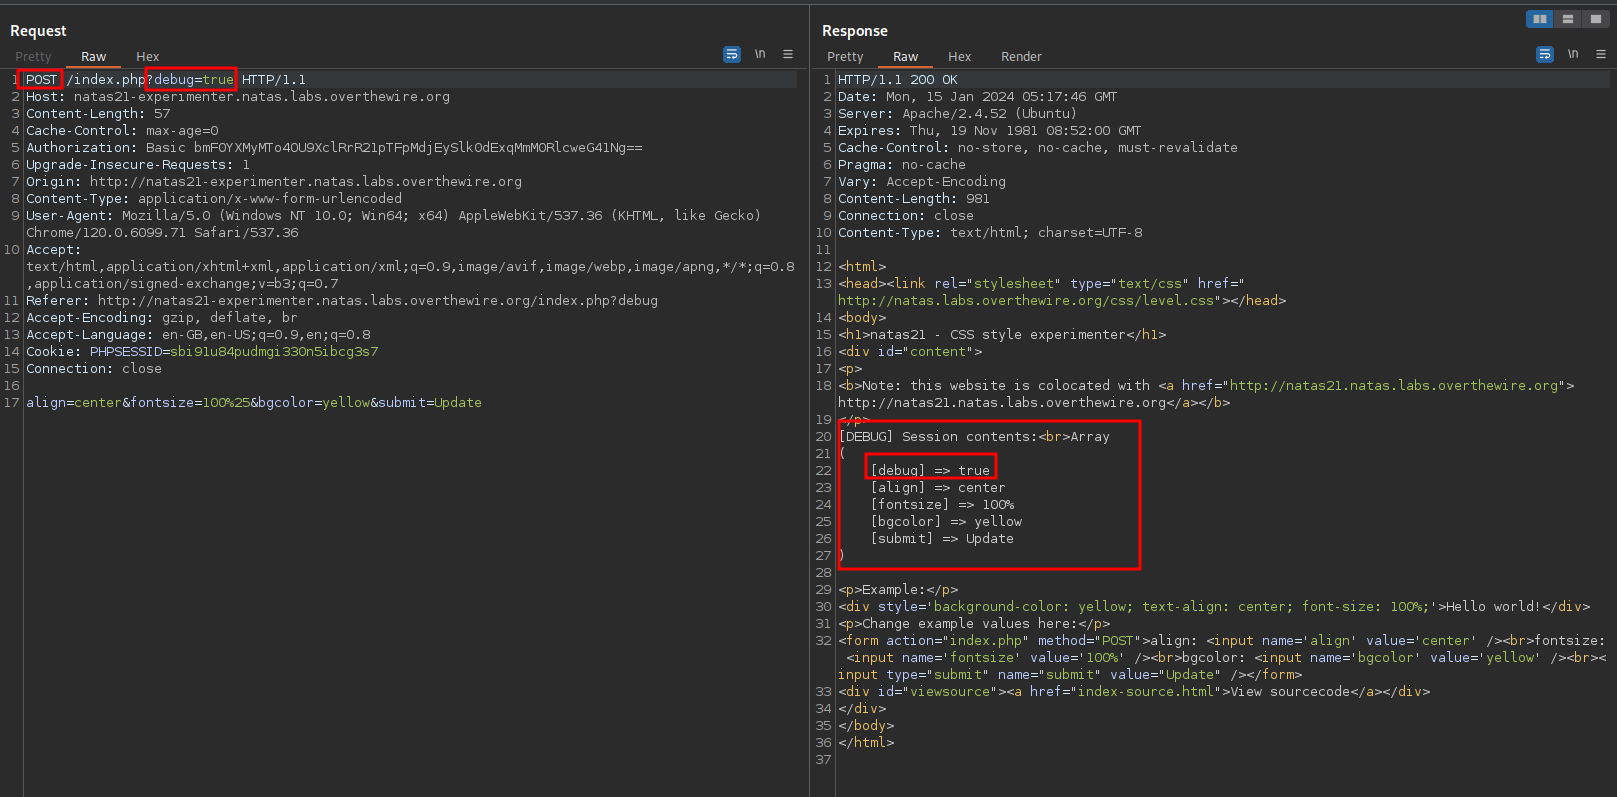 Request
Pretty Raw Hex
\n
1 POST /index.php?debug=true HTTP/1.1
2 Host: natas21-experimenter.natas.labs.overthewire.org
3 Content-Length: 57
4 Cache-Control: max-age=0
5 Authorization: Basic bmF0YXMyMTo4OU9XclRrR21pTFpMdjEySlk0dExqMmM0RlcweG41Ng==
6 Upgrade-Insecure-Requests: 1
7 Origin: http://natas21-experimenter.natas.labs.overthewire.org
8 Content-Type: application/x-www-form-urlencoded
9 User-Agent: Mozilla/5.0 (Windows NT 10.0; Win64; x64) AppleWebKit/537.36 (KHTML, like Gecko)
Chrome/120.0.6099.71 Safari/537.36
10 Accept:
text/html,application/xhtml+xml,application/xml;q=0.9,image/avif,image/webp,image/apng,*/*;q=0.8
,application/signed-exchange;v=b3;q=0.7
11 Referer: http://natas21-experimenter.natas.labs.overthewire.org/index.php?debug
12 Accept-Encoding: gzip, deflate, br
13 Accept-Language: en-GB,en-US;q=0.9,en;q=0.8
14 Cookie: PHPSESSID=sbi91u84pudmgi330n5ibcg3s7
15 Connection: close
16
17 align=center&fontsize=100%25&bgcolor=yellow&submit=Update
Response
Pretty Raw Hex Render
\n
1 HTTP/1.1 200 OK
2 Date: Mon, 15 Jan 2024 05:17:46 GMT
3 Server: Apache/2.4.52 (Ubuntu)
4 Expires: Thu, 19 Nov 1981 08:52:00 GMT
5 Cache-Control: no-store, no-cache, must-revalidate
6 Pragma: no-cache
7 Vary: Accept-Encoding
8 Content-Length: 981
9 Connection: close
10 Content-Type: text/html; charset=UTF-8
11
12 <html>
13 <head><link rel="stylesheet" type="text/css" href="
http://natas.labs.overthewire.org/css/level.css"></head>
14 <body>
15 <h1>natas21 - CSS style experimenter</h1>
16 <div id="content">
17 <p>
18 <b>Note: this website is colocated with <a href="http://natas21.natas.labs.overthewire.org">
http://natas21.natas.labs.overthewire.org</a></b>
19 </p>
20 [DEBUG] Session contents:<br>Array
21 (
22 [debug] => true
23 [align] => center
24 [fontsize] => 100%
25 [bgcolor] => yellow
26 [submit] => Update
27 )
28
29 <p>Example:</p>
30 <div style='background-color: yellow; text-align: center; font-size: 100%;'>Hello world!</div>
31 <p>Change example values here:</p>
32 <form action="index.php" method="POST">align: <input name='align' value='center' /><br>fontsize:
<input name='fontsize' value='100%' /><br>bgcolor: <input name='bgcolor' value='yellow' /><br><
input type="submit" name="submit" value="Update" /></form>
33 <div id="viewsource"><a href="index-source.html">View sourcecode</a></div>
34 </div>
35 </body>
36 </html>
37